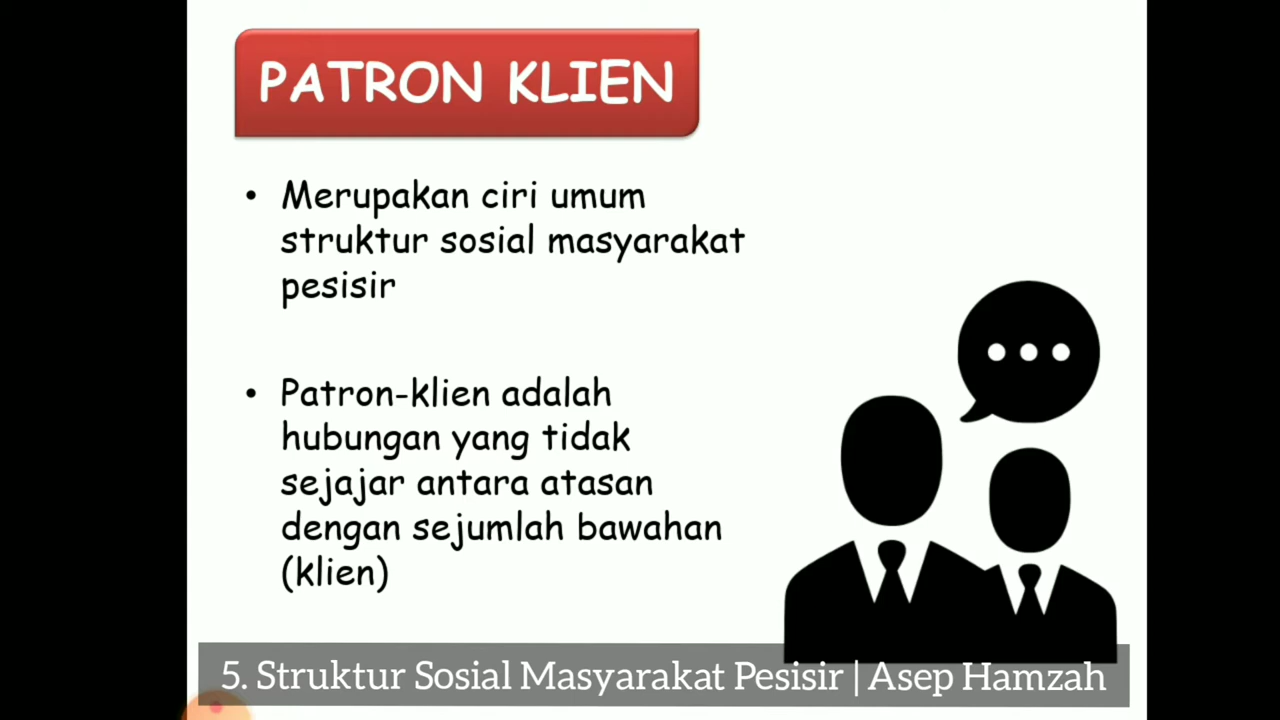 PATRON KLIEN
• Merupakan ciri umum
struktur sosial masyarakat
pesisir
• Patron-klien adalah
hubungan yang tidak
sejajar antara atasan
dengan sejumlah bawahan
(klien)
5. Struktur Sosial Masyarakat Pesisir | Asep Hamzah